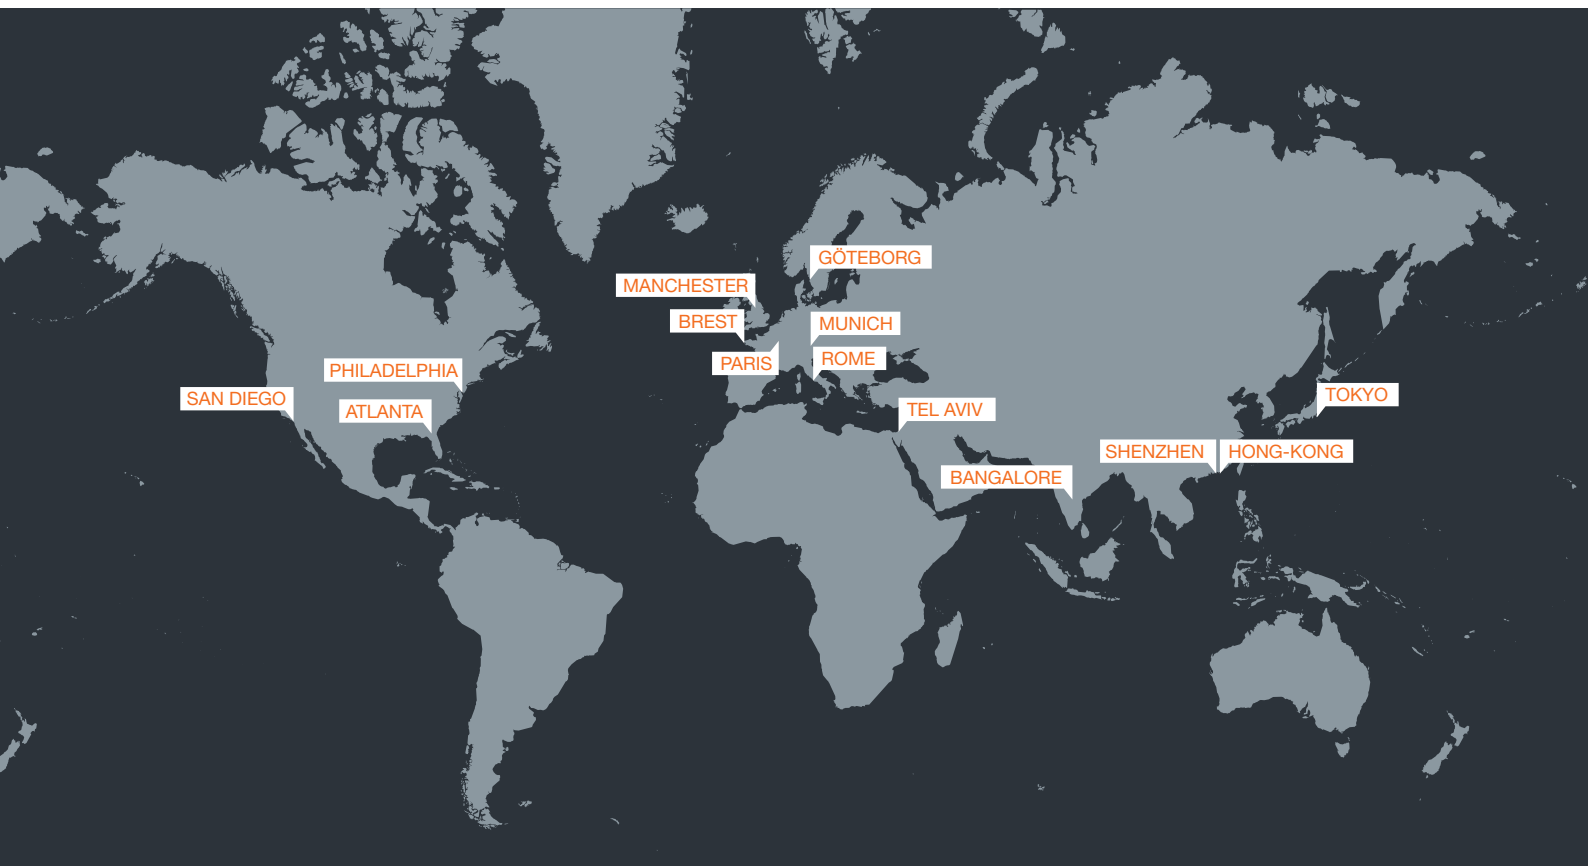 GÖTEBORG
MANCHESTER
BREST
MUNICH
PARIS
ROME
PHILADELPHIA
SAN DIEGO
ATLANTA
TOKYO
TEL AVIV
SHENZHEN
HONG-KONG
BANGALORE